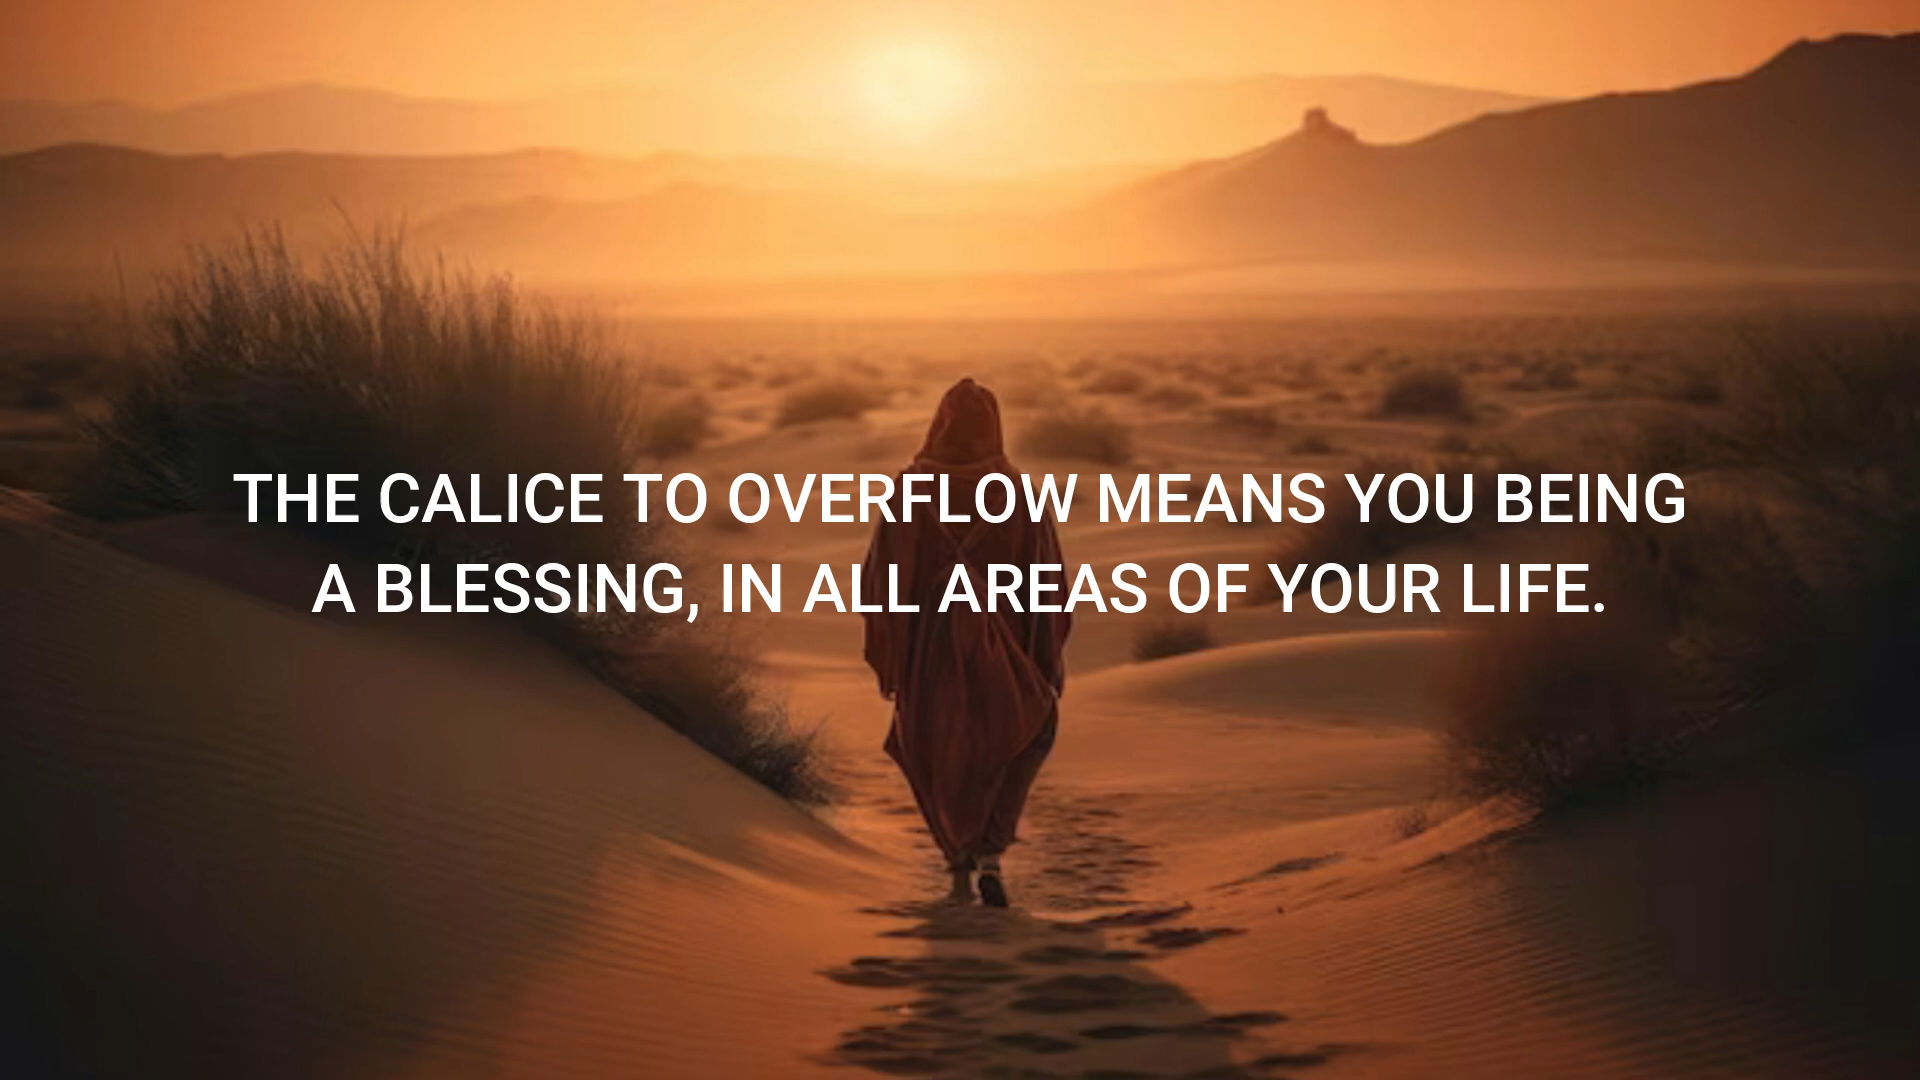 THE CALICE TO OVERFLOW MEANS YOU BEING
A BLESSING, IN ALL AREAS OF YOUR LIFE.